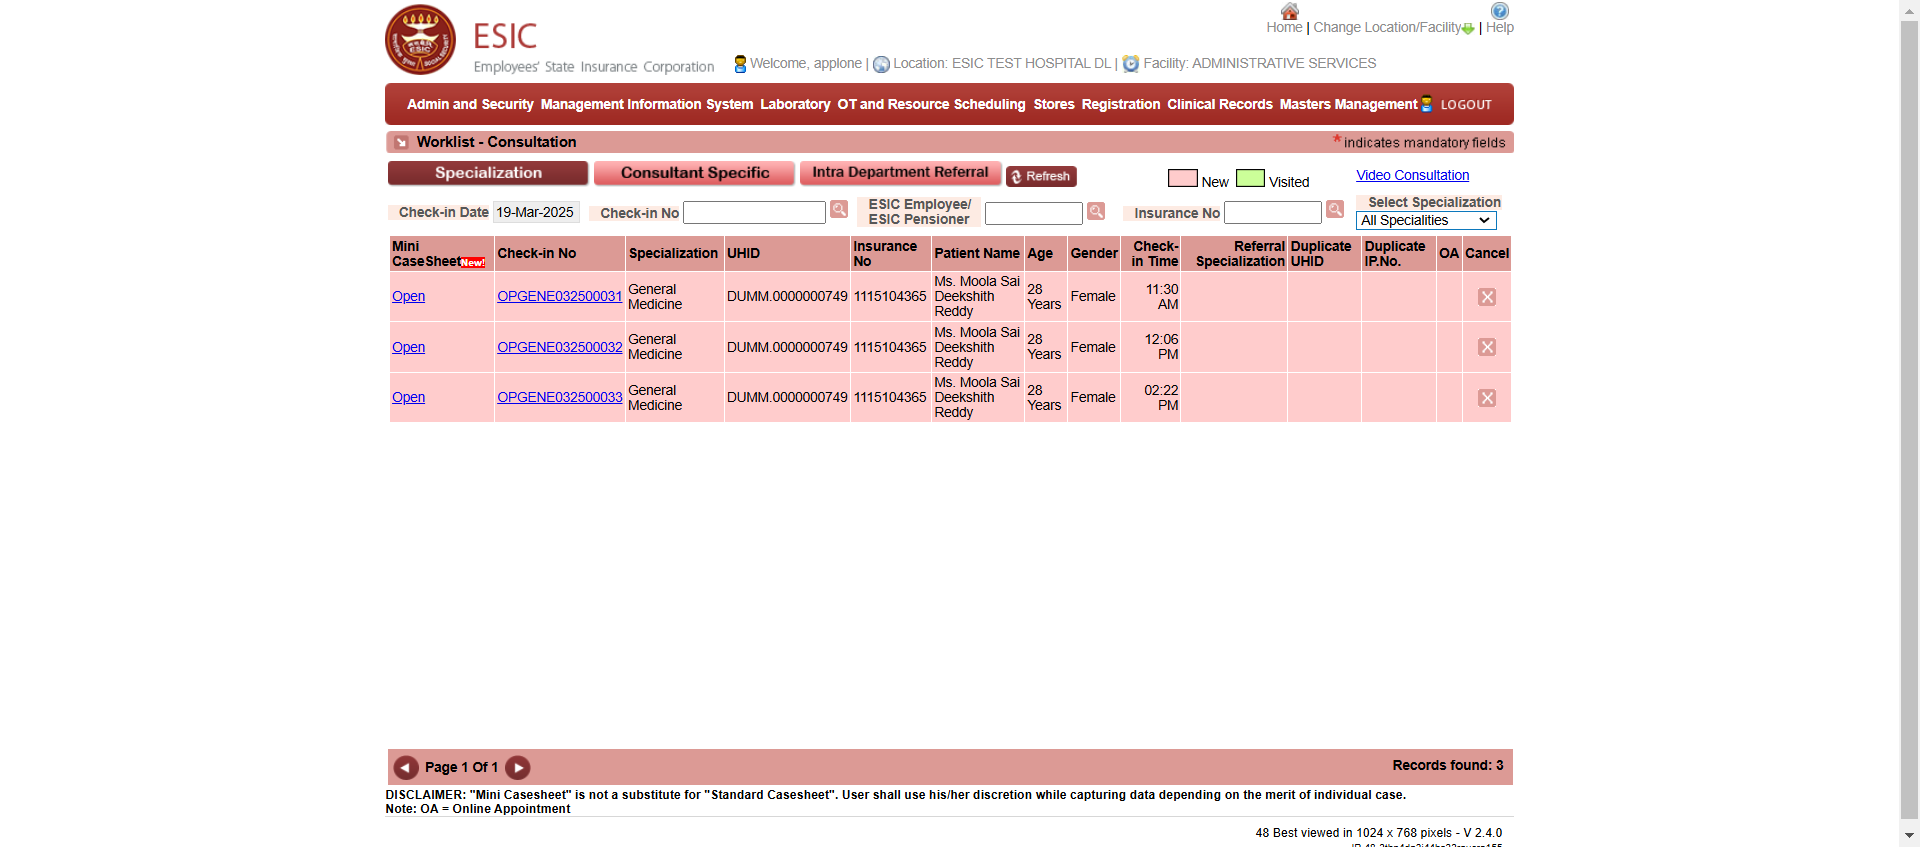 ESIC
Employees' State Insurance Corporation
Home | Change Location/Facility | Help
Welcome, applone | Location: ESIC TEST HOSPITAL DL | Facility: ADMINISTRATIVE SERVICES
Admin and Security Management Information System Laboratory OT and Resource Scheduling Stores Registration Clinical Records Masters Management LOGOUT
Worklist - Consultation
* indicates mandatory fields
Specialization Consultant Specific Intra Department Referral Refresh New Visited Video Consultation
Check-in Date 19-Mar-2025 Check-in No ESIC Employee/ ESIC Pensioner Insurance No Select Specialization All Specialities
Mini CaseSheet New! Check-in No Specialization UHID Insurance No Patient Name Age Gender Check-in Time Referral Specialization Duplicate UHID Duplicate IP.No. OA Cancel
Open OPGENE032500031 General Medicine DUMM.0000000749 1115104365 Ms. Moola Sai Deekshith Reddy 28 Years Female 11:30 AM
Open OPGENE032500032 General Medicine DUMM.0000000749 1115104365 Ms. Moola Sai Deekshith Reddy 28 Years Female 12:06 PM
Open OPGENE032500033 General Medicine DUMM.0000000749 1115104365 Ms. Moola Sai Deekshith Reddy 28 Years Female 02:22 PM
Page 1 Of 1
Records found: 3
DISCLAIMER: "Mini Casesheet" is not a substitute for "Standard Casesheet". User shall use his/her discretion while capturing data depending on the merit of individual case.
Note: OA = Online Appointment
48 Best viewed in 1024 x 768 pixels - V 2.4.0